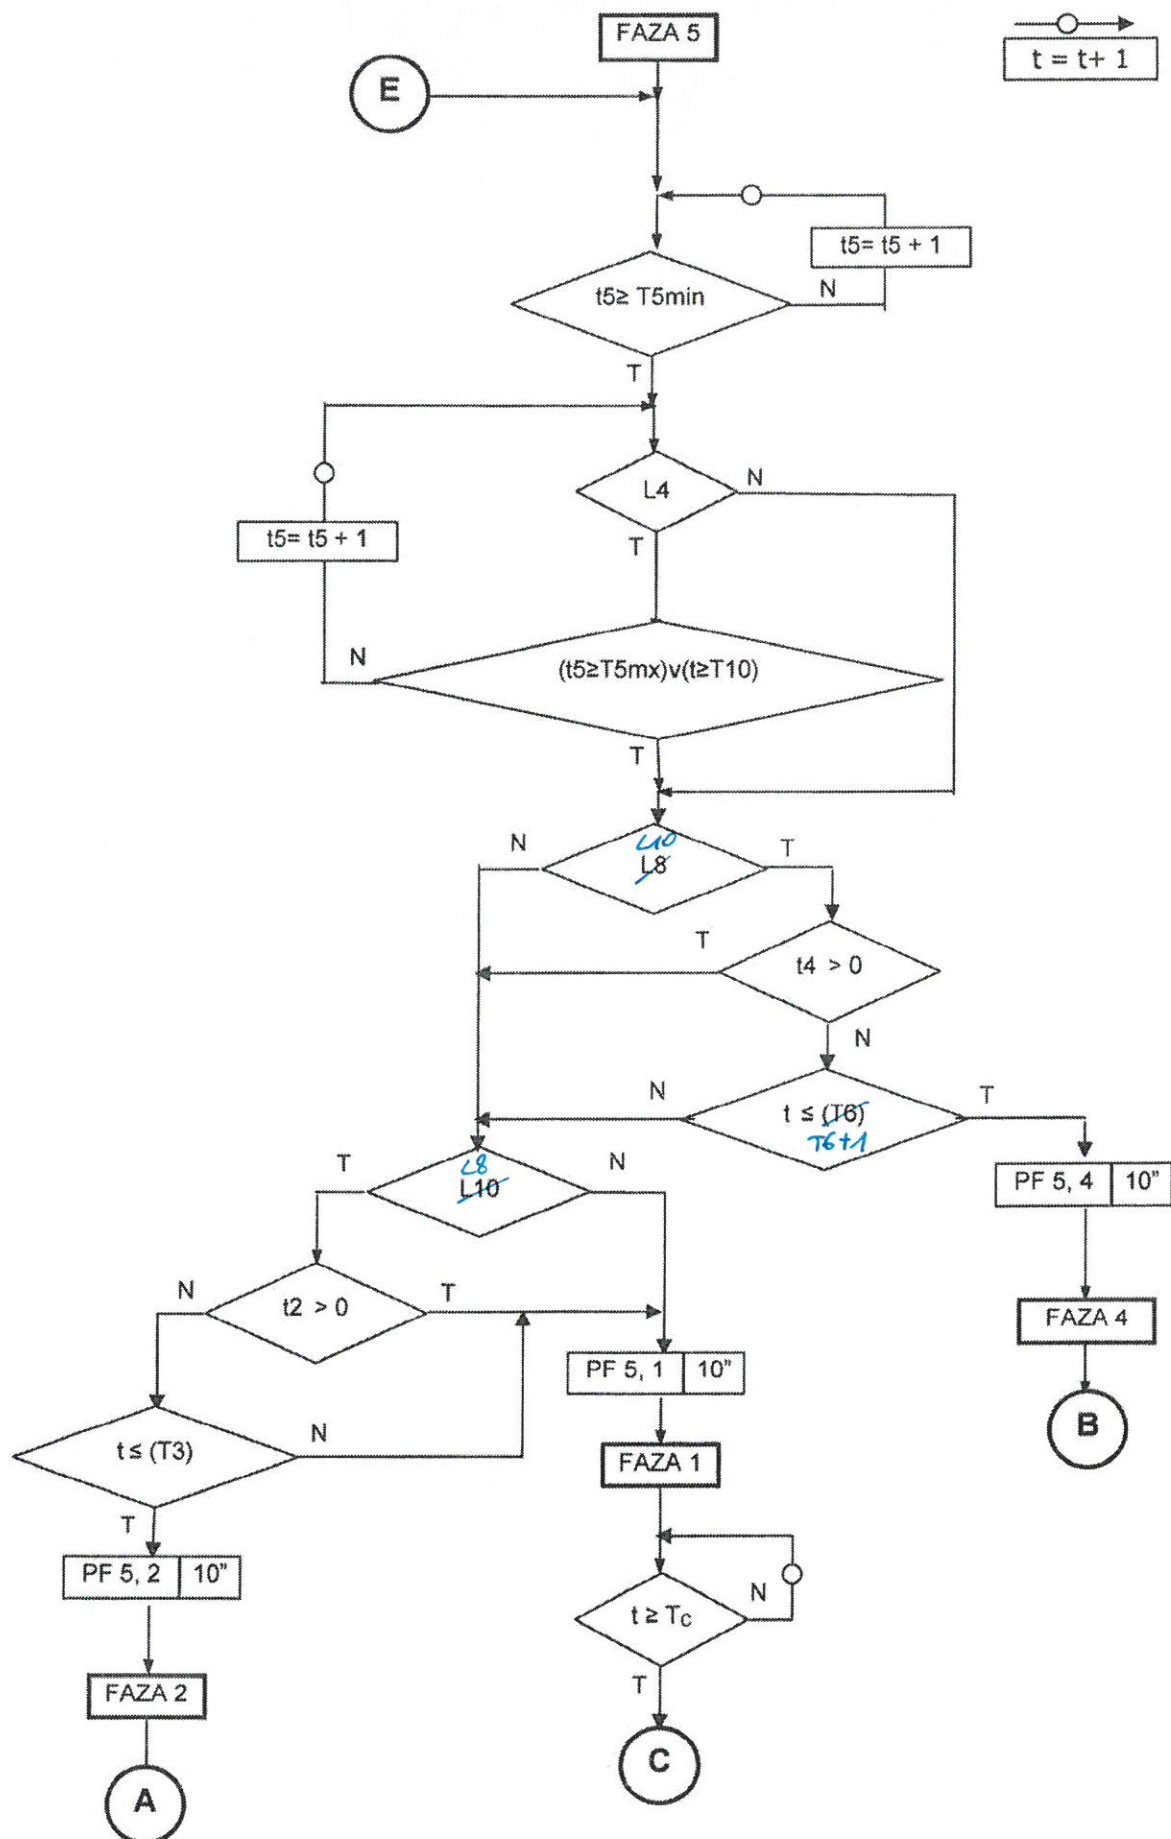 FAZA 5
t = t+ 1
E
t5= t5 + 1
t5≥ T5min
N
T
L4
N
t5= t5 + 1
T
(t5≥T5mx)v(t≥T10)
N
T
N
L10
T
L8
T
t4 > 0
N
N
t ≤ (T6)
T
T6+1
T
L8
N
L10
PF 5, 4
10"
N
t2 > 0
T
FAZA 4
PF 5, 1
10"
B
t ≤ (T3)
N
FAZA 1
T
PF 5, 2
10"
t ≥ Tc
N
FAZA 2
T
C
A